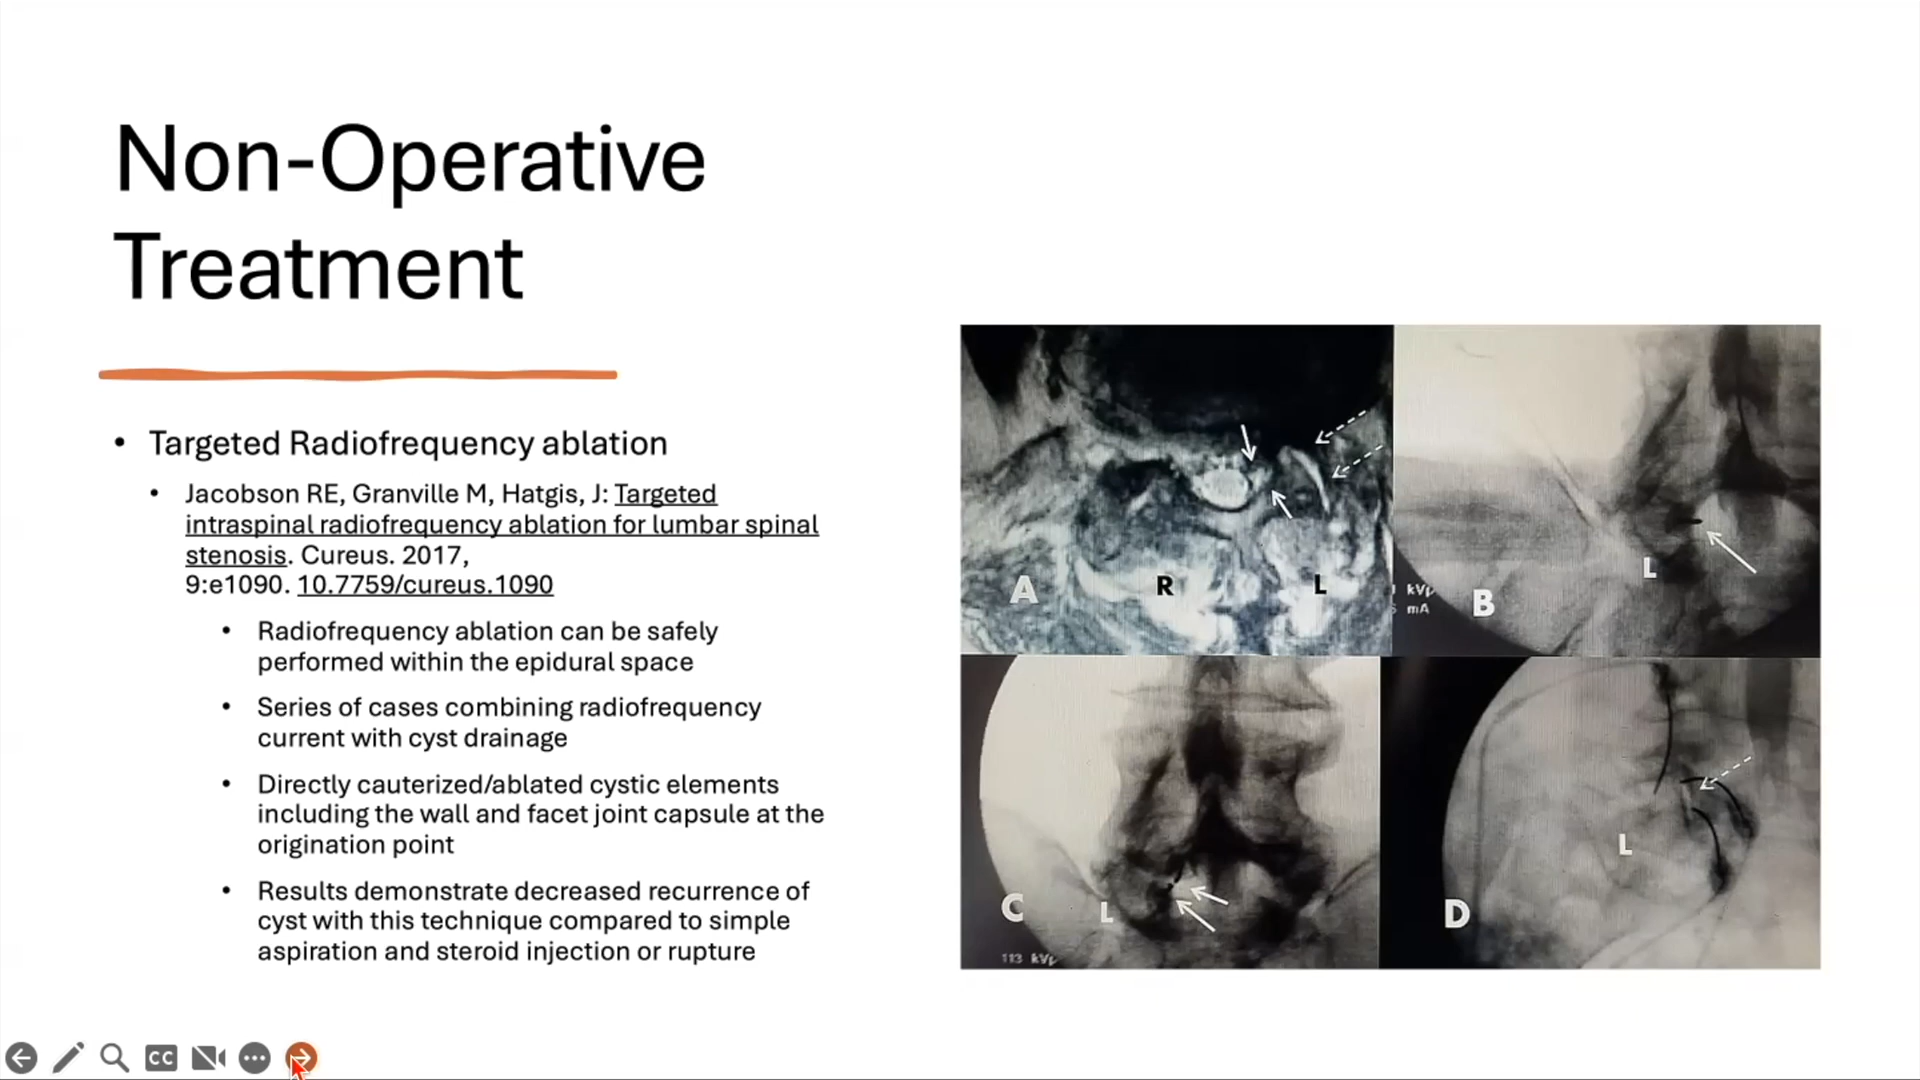 Non-Operative
Treatment
• Targeted Radiofrequency ablation
• Jacobson RE, Granville M, Hatgis, J: Targeted
intraspinal radiofrequency ablation for lumbar spinal
stenosis. Cureus. 2017,
9:e1090. 10.7759/cureus.1090
• Radiofrequency ablation can be safely
performed within the epidural space
• Series of cases combining radiofrequency
current with cyst drainage
• Directly cauterized/ablated cystic elements
including the wall and facet joint capsule at the
origination point
• Results demonstrate decreased recurrence of
cyst with this technique compared to simple
aspiration and steroid injection or rupture
A R L
kVp
mA
B L
C L
113 kVp
D L
CC